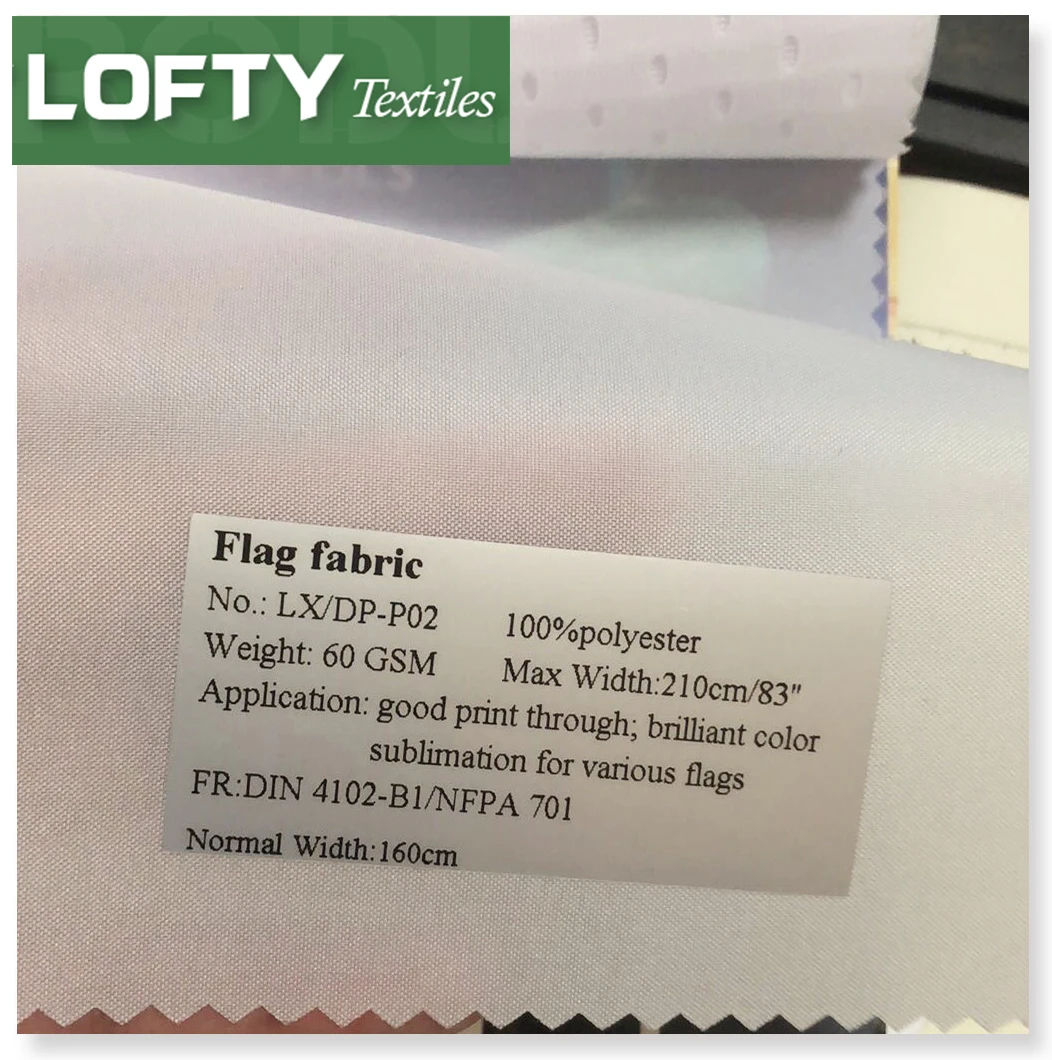 LOFTY Textiles
Flag fabric
No.: LX/DP-P02 100%polyester
Weight: 60 GSM Max Width:210cm/83"
Application: good print through; brilliant color
sublimation for various flags
FR:DIN 4102-B1/NFPA 701
Normal Width:160cm